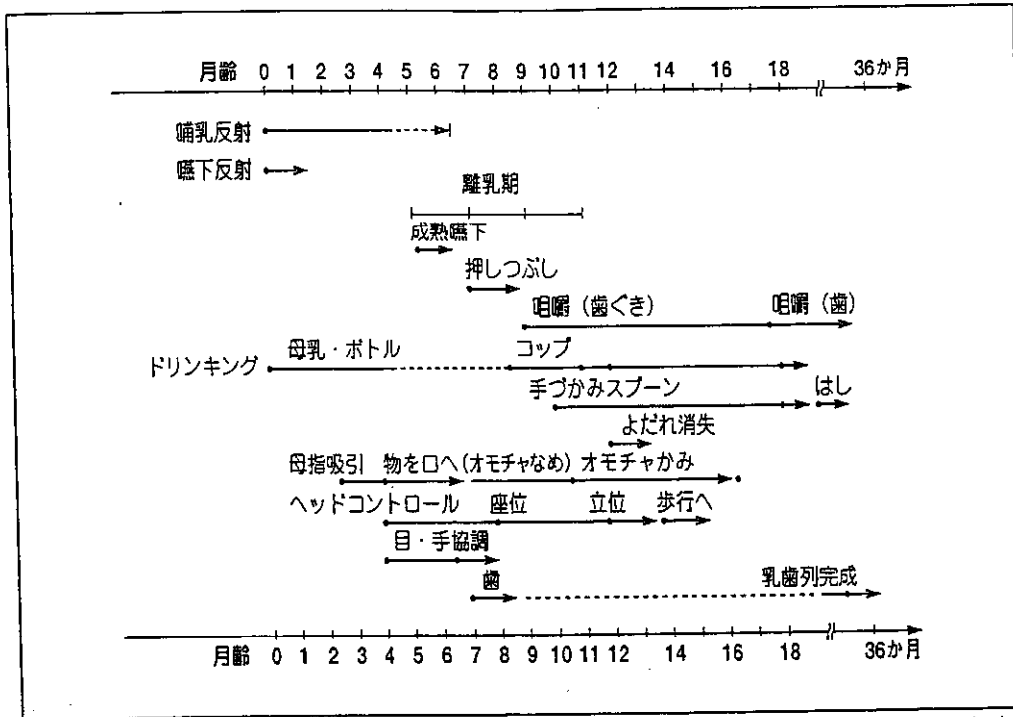 月齢 0 1 2 3 4 5 6 7 8 9 10 11 12 14 16 18 36か月
哺乳反射
嚥下反射
離乳期
成熟嚥下
押しつぶし
咀嚼（歯ぐき） 咀嚼（歯）
ドリンキング 母乳・ボトル コップ
手づかみスプーン はし
よだれ消失
母指吸引 物を口へ(オモチャなめ) オモチャかみ
ヘッドコントロール 座位 立位 歩行へ
目・手協調
歯 乳歯列完成
月齢 0 1 2 3 4 5 6 7 8 9 10 11 12 14 16 18 36か月